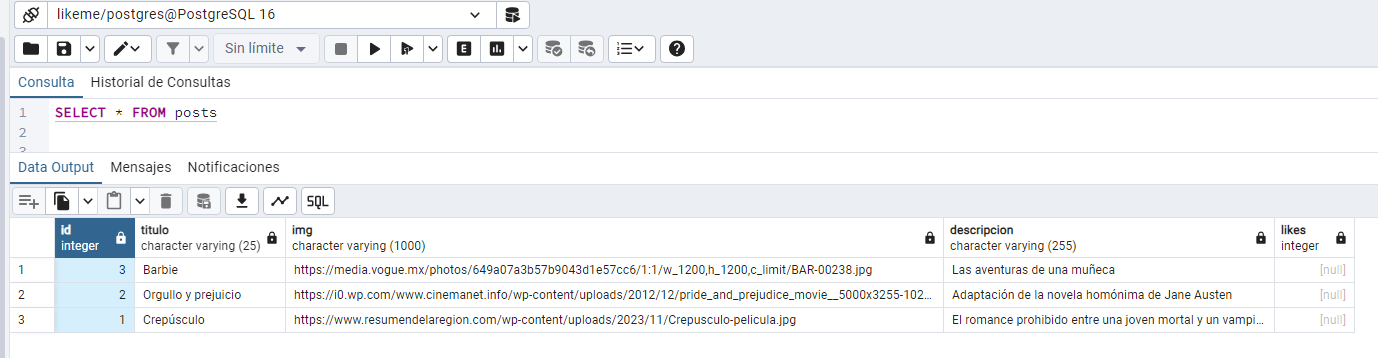 likeme/postgres@PostgreSQL 16
Sin límite
E
Consulta Historial de Consultas
1 SELECT * FROM posts
2
3
Data Output Mensajes Notificaciones
SQL
id titulo img descripcion likes
integer character varying (25) character varying (1000) character varying (255) integer
1 3 Barbie https://media.vogue.mx/photos/649a07a3b57b9043d1e57cc6/1:1/w_1200,h_1200,c_limit/BAR-00238.jpg Las aventuras de una muñeca [null]
2 2 Orgullo y prejuicio https://i0.wp.com/www.cinemanet.info/wp-content/uploads/2012/12/pride_and_prejudice_movie__5000x3255-102... Adaptación de la novela homónima de Jane Austen [null]
3 1 Crepúsculo https://www.resumendelaregion.com/wp-content/uploads/2023/11/Crepusculo-pelicula.jpg El romance prohibido entre una joven mortal y un vampi... [null]